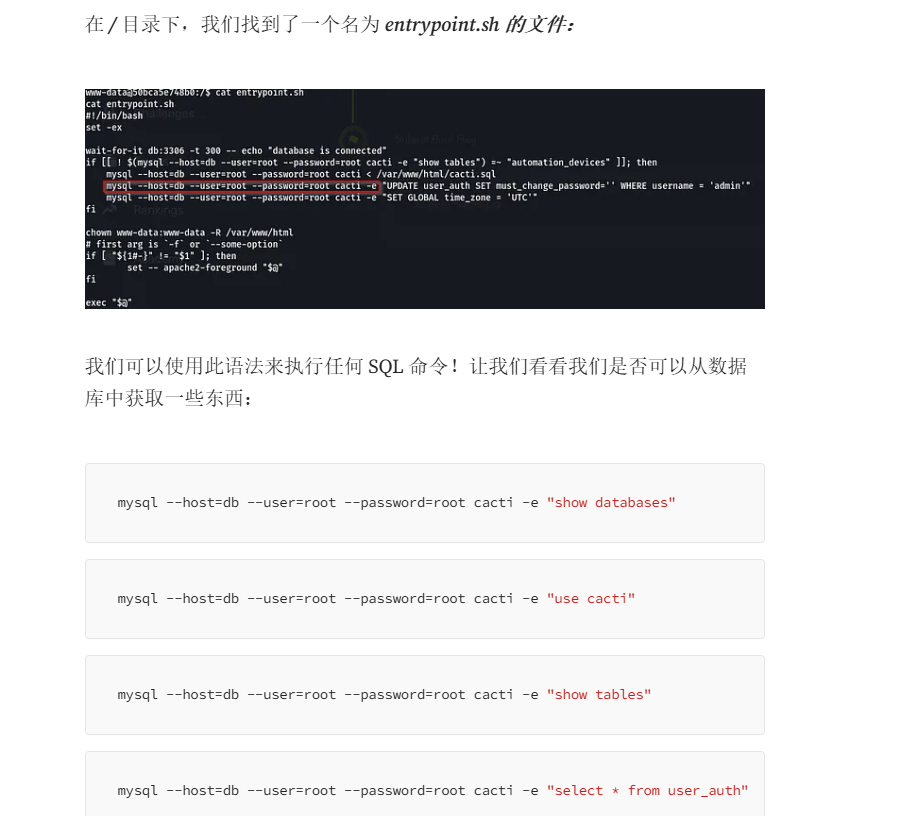 在 / 目录下，我们找到了一个名为 entrypoint.sh 的文件：
www-data@50bca5e748b0:/$ cat entrypoint.sh
cat entrypoint.sh
#!/bin/bash
set -ex
wait-for-it db:3306 -t 300 -- echo "database is connected"
if [[ ! $(mysql --host=db --user=root --password=root cacti -e "show tables") =~ "automation_devices" ]]; then
mysql --host=db --user=root --password=root cacti < /var/www/html/cacti.sql
mysql --host=db --user=root --password=root cacti -e "UPDATE user_auth SET must_change_password='' WHERE username = 'admin'"
mysql --host=db --user=root --password=root cacti -e "SET GLOBAL time_zone = 'UTC'"
fi
Rankings
chown www-data:www-data -R /var/www/html
# first arg is `-f` or `--some-option`
if [ "${1#-}" != "$1" ]; then
set -- apache2-foreground "$@"
fi
exec "$@"
我们可以使用此语法来执行任何 SQL 命令！让我们看看我们是否可以从数据
库中获取一些东西：
mysql --host=db --user=root --password=root cacti -e "show databases"
mysql --host=db --user=root --password=root cacti -e "use cacti"
mysql --host=db --user=root --password=root cacti -e "show tables"
mysql --host=db --user=root --password=root cacti -e "select * from user_auth"